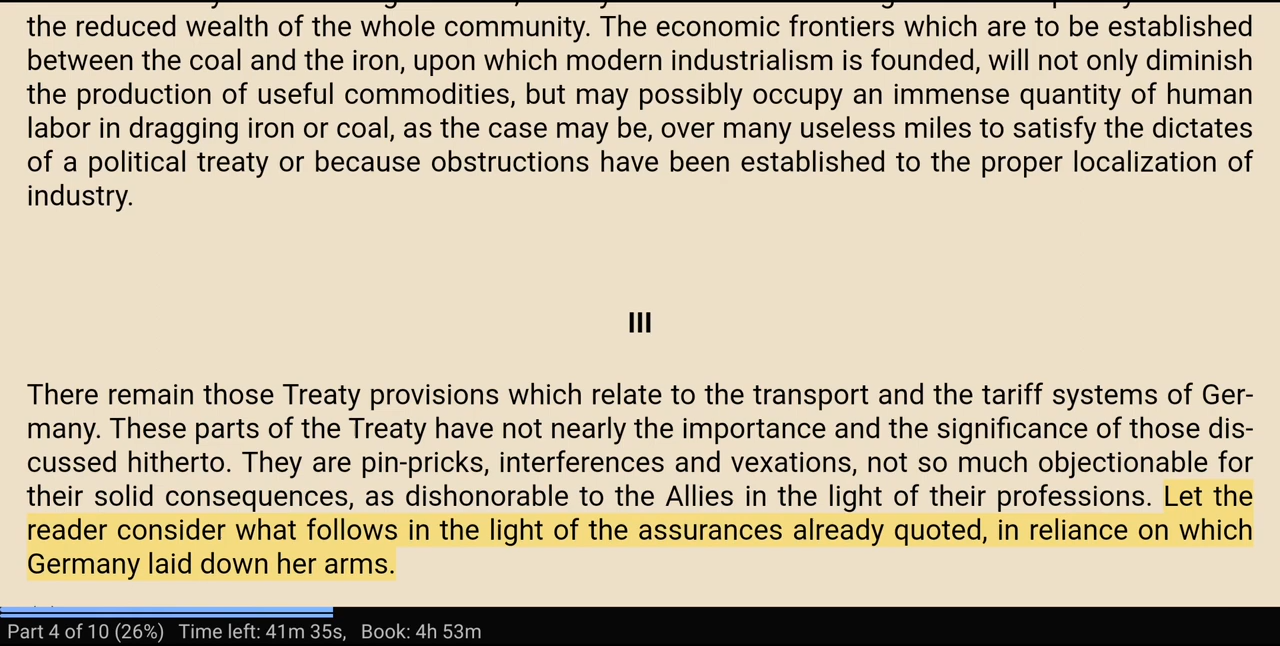 the reduced wealth of the whole community. The economic frontiers which are to be established
between the coal and the iron, upon which modern industrialism is founded, will not only diminish
the production of useful commodities, but may possibly occupy an immense quantity of human
labor in dragging iron or coal, as the case may be, over many useless miles to satisfy the dictates
of a political treaty or because obstructions have been established to the proper localization of
industry.
III
There remain those Treaty provisions which relate to the transport and the tariff systems of Ger-
many. These parts of the Treaty have not nearly the importance and the significance of those dis-
cussed hitherto. They are pin-pricks, interferences and vexations, not so much objectionable for
their solid consequences, as dishonorable to the Allies in the light of their professions. Let the
reader consider what follows in the light of the assurances already quoted, in reliance on which
Germany laid down her arms.
Part 4 of 10 (26%) Time left: 41m 35s, Book: 4h 53m